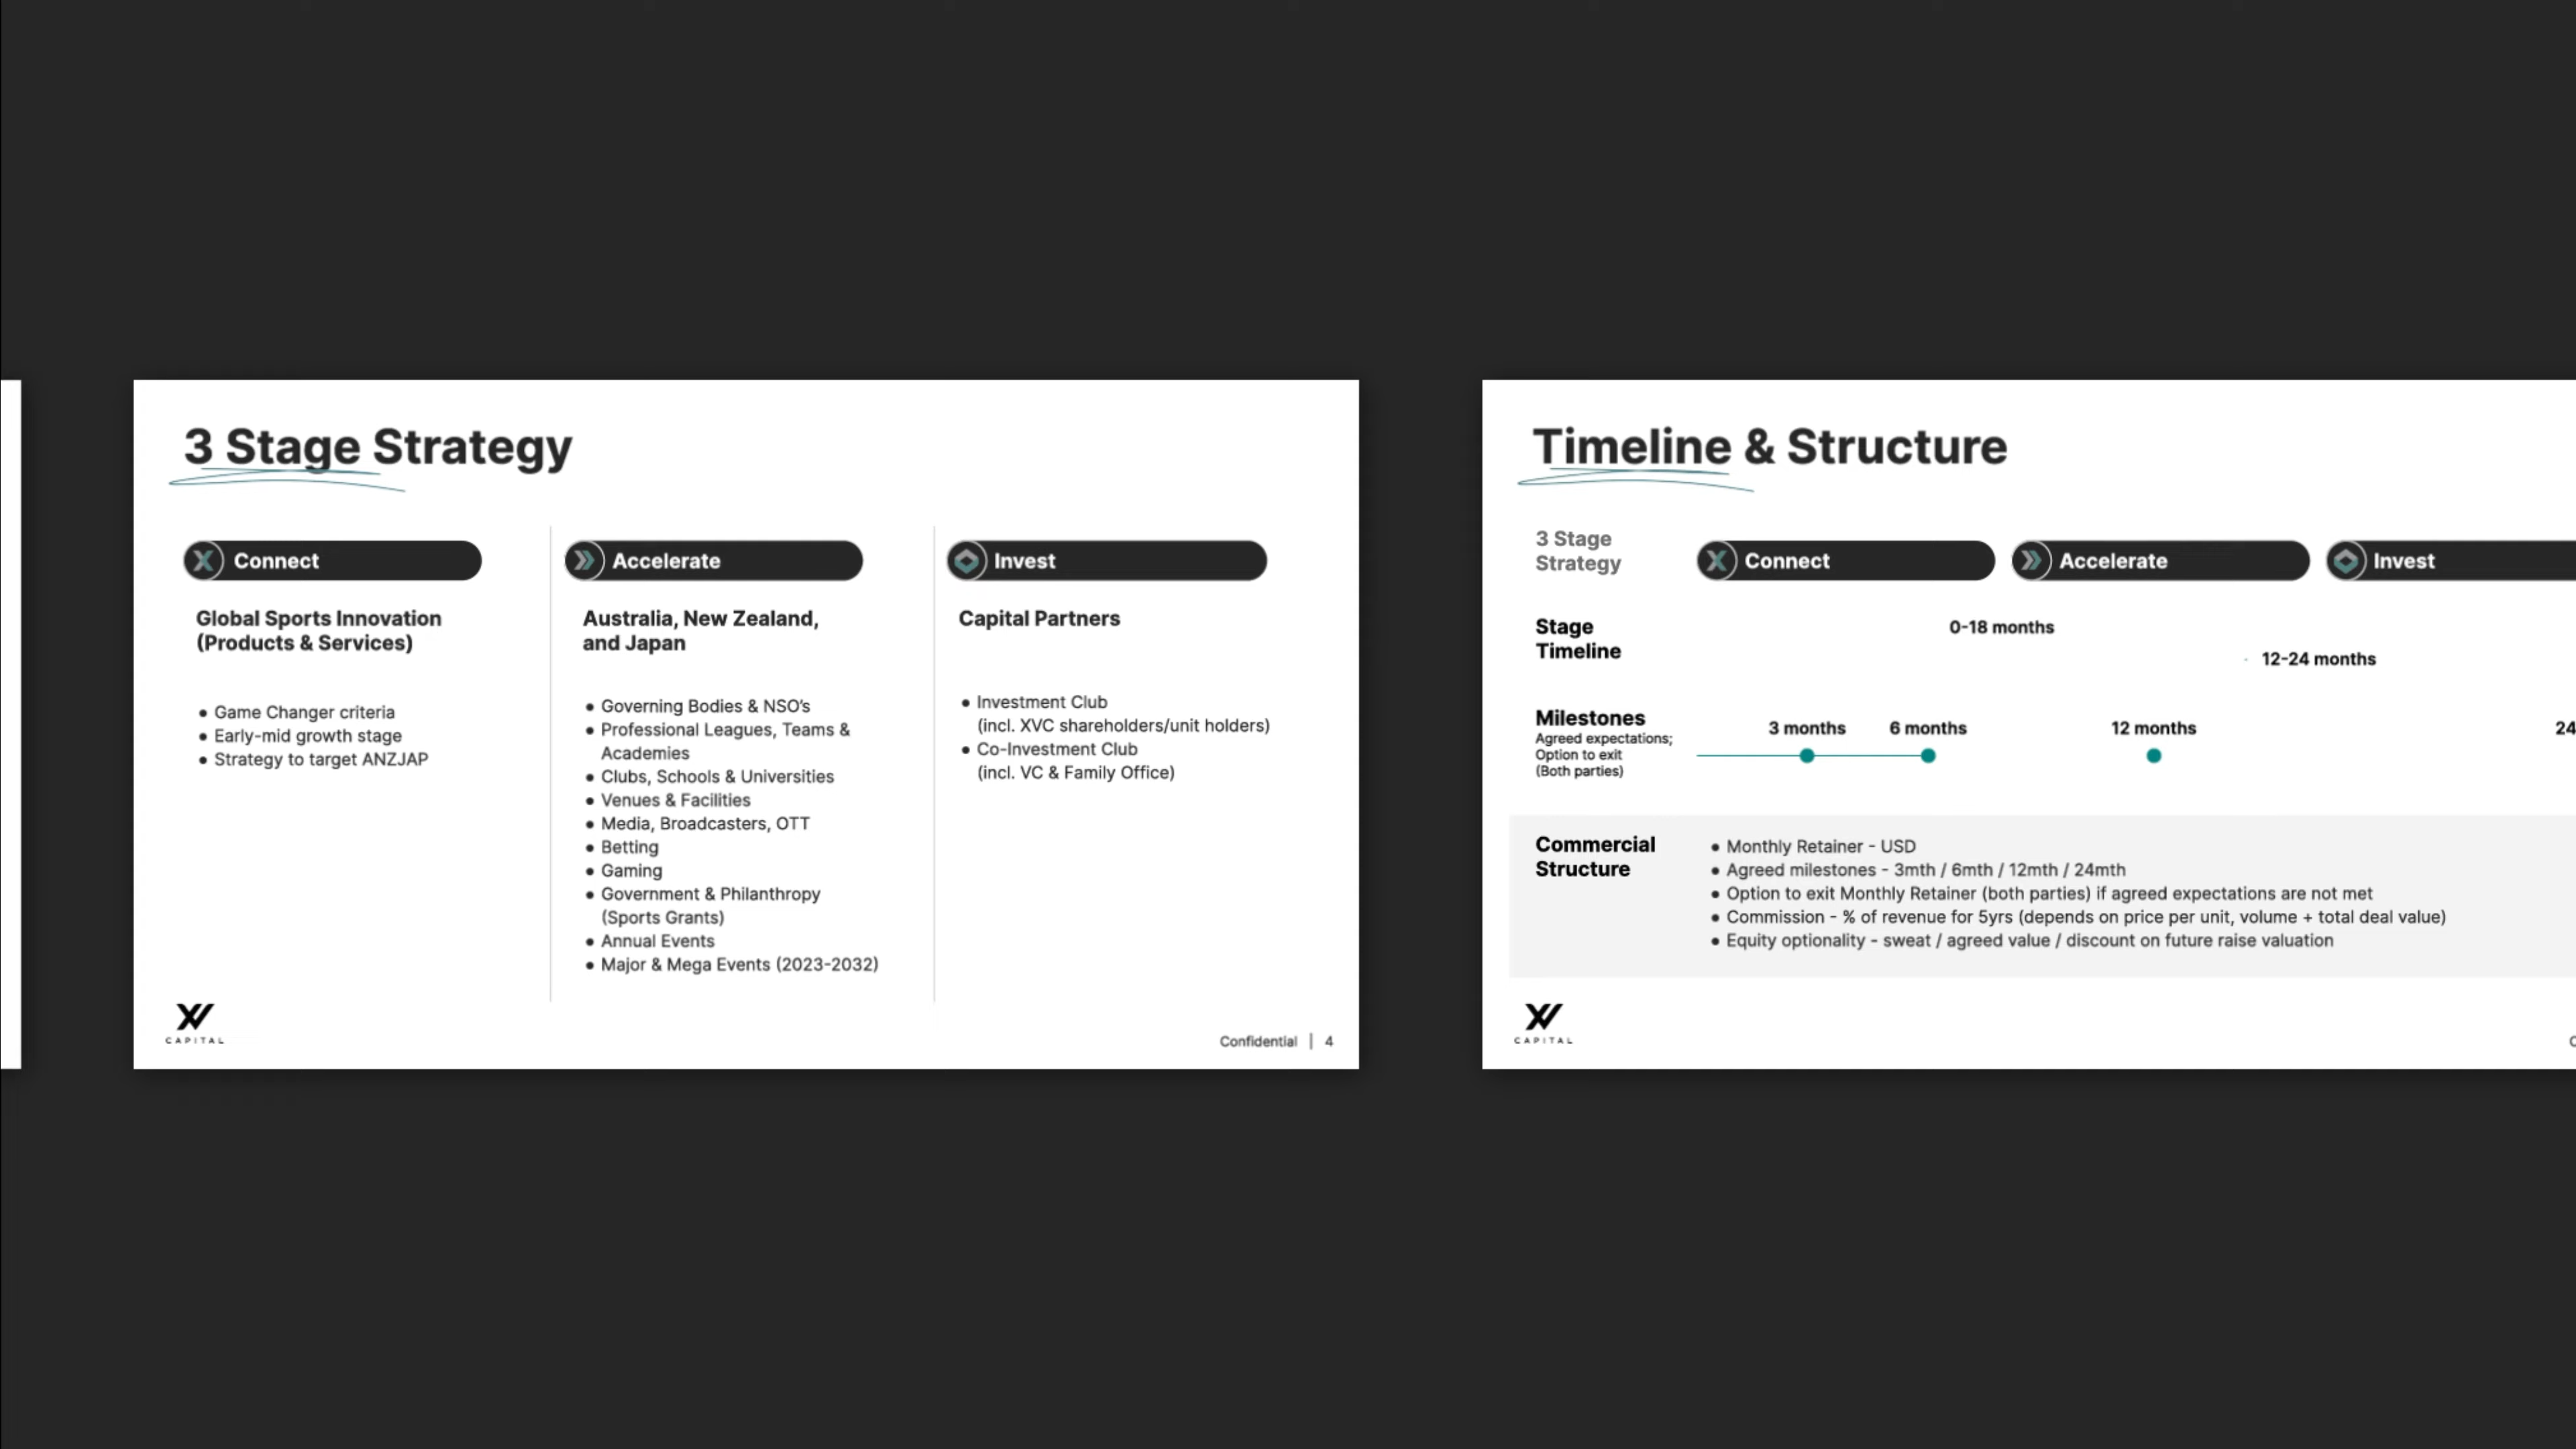 3 Stage Strategy
Connect
Global Sports Innovation
(Products & Services)
• Game Changer criteria
• Early-mid growth stage
• Strategy to target ANZJAP
Accelerate
Australia, New Zealand,
and Japan
• Governing Bodies & NSO's
• Professional Leagues, Teams &
Academies
• Clubs, Schools & Universities
• Venues & Facilities
• Media, Broadcasters, OTT
• Betting
• Gaming
• Government & Philanthropy
(Sports Grants)
• Annual Events
• Major & Mega Events (2023-2032)
Invest
Capital Partners
• Investment Club
(incl. XVC shareholders/unit holders)
• Co-Investment Club
(incl. VC & Family Office)
XV
CAPITAL
Confidential | 4
Timeline & Structure
3 Stage
Strategy
Connect
Accelerate
Invest
Stage
Timeline
0-18 months
12-24 months
Milestones
Agreed expectations;
Option to exit
(Both parties)
3 months
6 months
12 months
24
Commercial
Structure
• Monthly Retainer - USD
• Agreed milestones - 3mth / 6mth / 12mth / 24mth
• Option to exit Monthly Retainer (both parties) if agreed expectations are not met
• Commission - % of revenue for 5yrs (depends on price per unit, volume + total deal value)
• Equity optionality - sweat / agreed value / discount on future raise valuation
XV
CAPITAL